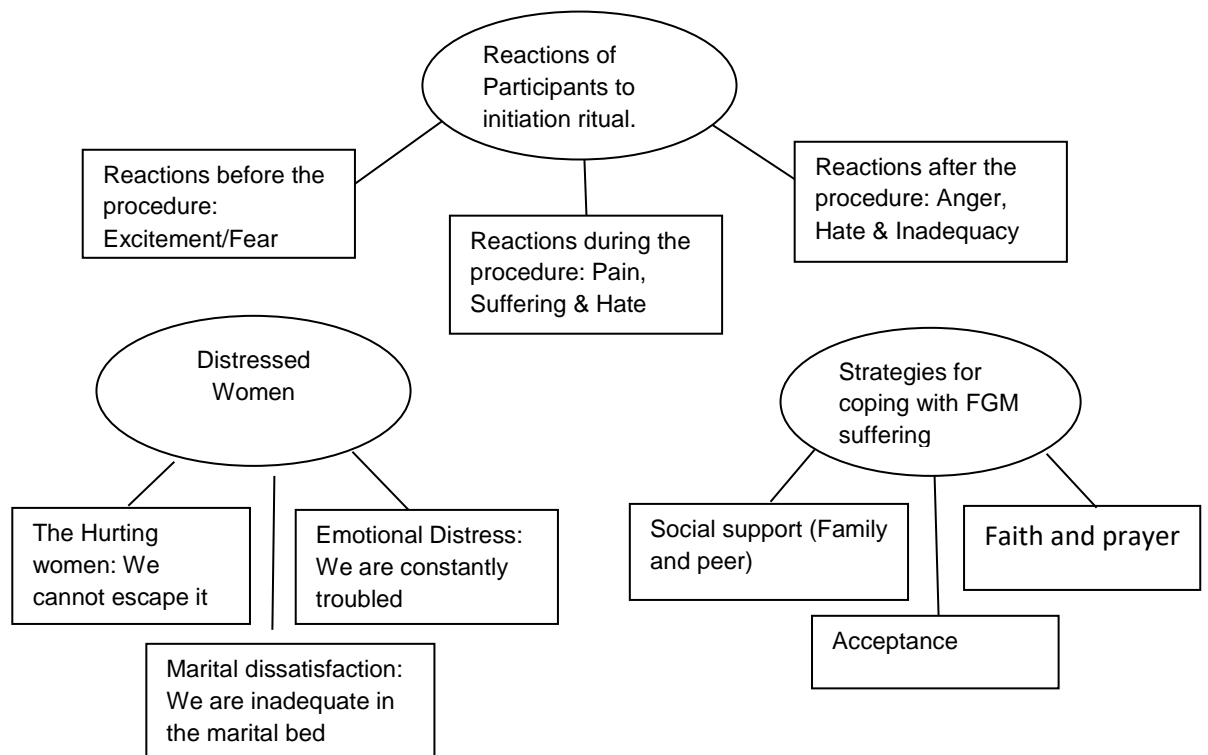 Reactions of
Participants to
initiation ritual.
Reactions before the
procedure:
Excitement/Fear
Reactions during the
procedure: Pain,
Suffering & Hate
Reactions after the
procedure: Anger,
Hate & Inadequacy
Distressed
Women
The Hurting
women: We
cannot escape it
Marital dissatisfaction:
We are inadequate in
the marital bed
Emotional Distress:
We are constantly
troubled
Strategies for
coping with FGM
suffering
Social support (Family
and peer)
Acceptance
Faith and prayer